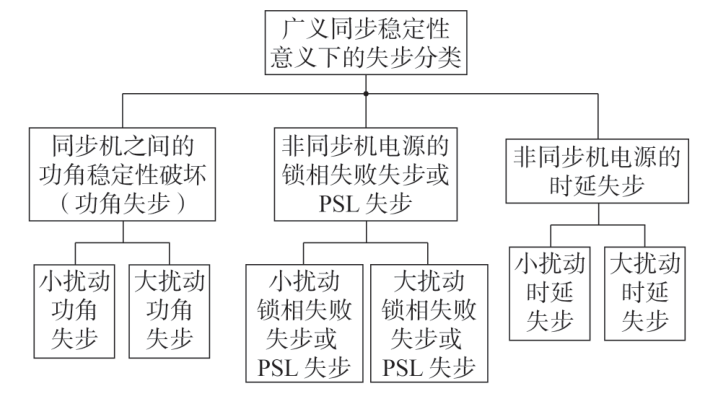 广义同步稳定性
意义下的失步分类
同步机之间的
功角稳定性破坏
（功角失步）
非同步机电源的
锁相失败失步或
PSL 失步
非同步机电源的
时延失步
小扰动
功角
失步
大扰动
功角
失步
小扰动
锁相失败
失步或
PSL 失步
大扰动
锁相失败
失步或
PSL 失步
小扰动
时延
失步
大扰动
时延
失步